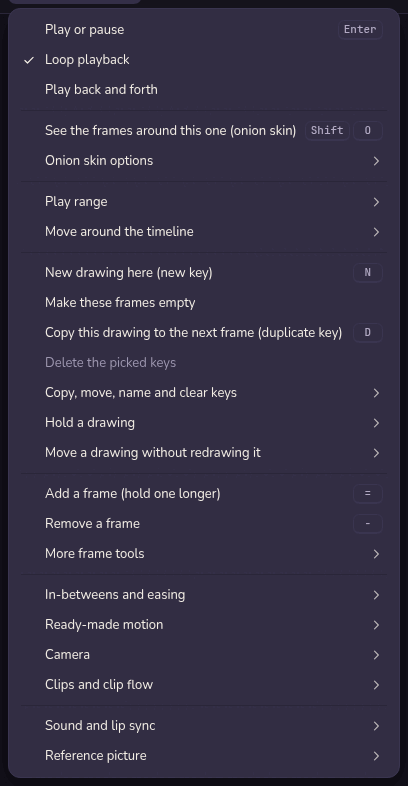 Play or pause Enter
Loop playback
Play back and forth
See the frames around this one (onion skin) Shift O
Onion skin options
Play range
Move around the timeline
New drawing here (new key) N
Make these frames empty
Copy this drawing to the next frame (duplicate key) D
Delete the picked keys
Copy, move, name and clear keys
Hold a drawing
Move a drawing without redrawing it
Add a frame (hold one longer) =
Remove a frame -
More frame tools
In-betweens and easing
Ready-made motion
Camera
Clips and clip flow
Sound and lip sync
Reference picture